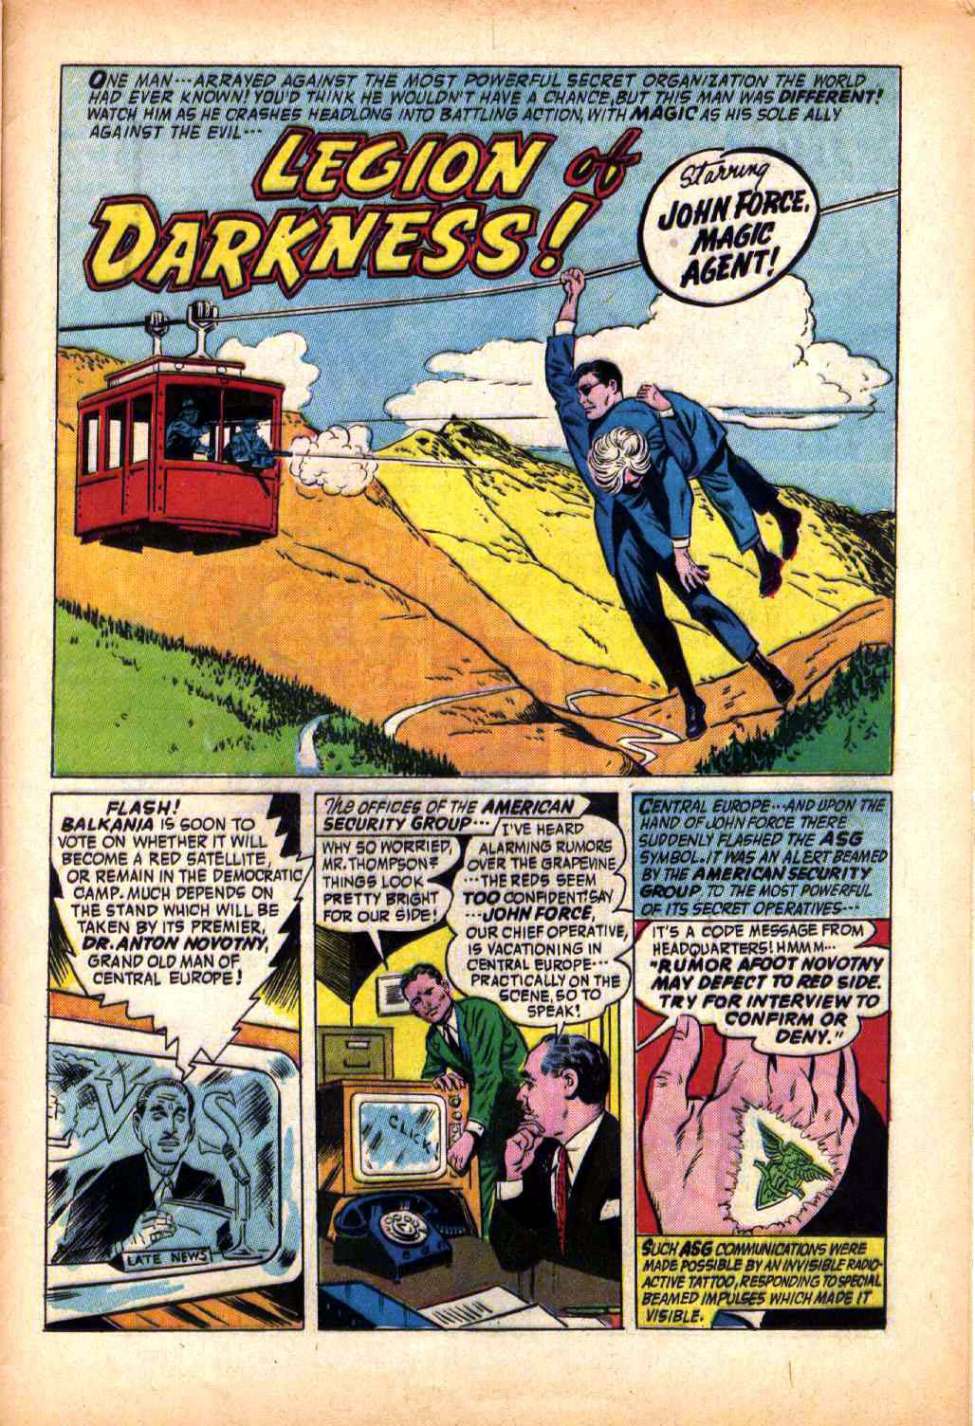 ONE MAN---ARRAYED AGAINST THE MOST POWERFUL SECRET ORGANIZATION THE WORLD
HAD EVER KNOWN! YOU'D THINK HE WOULDN'T HAVE A CHANCE, BUT THIS MAN WAS DIFFERENT!
WATCH HIM AS HE CRASHES HEADLONG INTO BATTLING ACTION, WITH MAGIC AS HIS SOLE ALLY
AGAINST THE EVIL---
LEGION of
DARKNESS!
Starring
JOHN FORCE,
MAGIC
AGENT!
FLASH!
BALKANIA IS SOON TO
VOTE ON WHETHER IT WILL
BECOME A RED SATELLITE,
OR REMAIN IN THE DEMOCRATIC
CAMP. MUCH DEPENDS ON
THE STAND WHICH WILL BE
TAKEN BY ITS PREMIER,
DR. ANTON NOVOTNY,
GRAND OLD MAN OF
CENTRAL EUROPE!
LATE NEWS
The OFFICES OF THE AMERICAN
SECURITY GROUP---
WHY SO WORRIED,
MR. THOMPSON?
THINGS LOOK
PRETTY BRIGHT
FOR OUR SIDE!
I'VE HEARD
ALARMING RUMORS
OVER THE GRAPEVINE
---THE REDS SEEM
TOO CONFIDENT! SAY
---JOHN FORCE,
OUR CHIEF OPERATIVE,
IS VACATIONING IN
CENTRAL EUROPE---
PRACTICALLY ON THE
SCENE, SO TO
SPEAK!
CLICK!
CENTRAL EUROPE---AND UPON THE
HAND OF JOHN FORCE THERE
SUDDENLY FLASHED THE ASG
SYMBOL. IT WAS AN ALERT BEAMED
BY THE AMERICAN SECURITY
GROUP TO THE MOST POWERFUL
OF ITS SECRET OPERATIVES---
IT'S A CODE MESSAGE FROM
HEADQUARTERS! HMMM---
"RUMOR AFOOT NOVOTNY
MAY DEFECT TO RED SIDE.
TRY FOR INTERVIEW TO
CONFIRM OR
DENY."
ASG
SUCH ASG COMMUNICATIONS WERE
MADE POSSIBLE BY AN INVISIBLE RADIO-
ACTIVE TATTOO, RESPONDING TO SPECIAL
BEAMED IMPULSES WHICH MADE IT
VISIBLE.